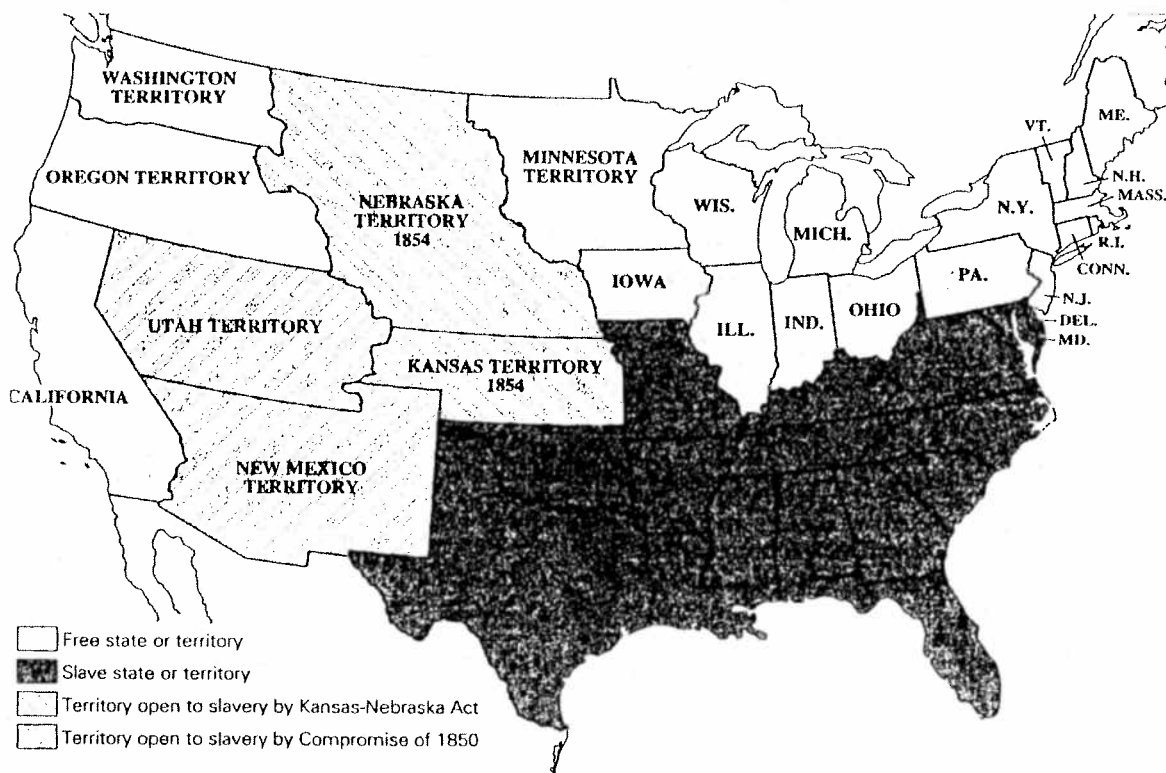 WASHINGTON
TERRITORY
OREGON TERRITORY
NEBRASKA
TERRITORY
1854
MINNESOTA
TERRITORY
WIS.
MICH.
IOWA
ILL.
IND.
OHIO
PA.
N.Y.
VT.
ME.
N.H.
MASS.
R.I.
CONN.
N.J.
DEL.
MD.
UTAH TERRITORY
KANSAS TERRITORY
1854
CALIFORNIA
NEW MEXICO
TERRITORY
Free state or territory
Slave state or territory
Territory open to slavery by Kansas-Nebraska Act
Territory open to slavery by Compromise of 1850